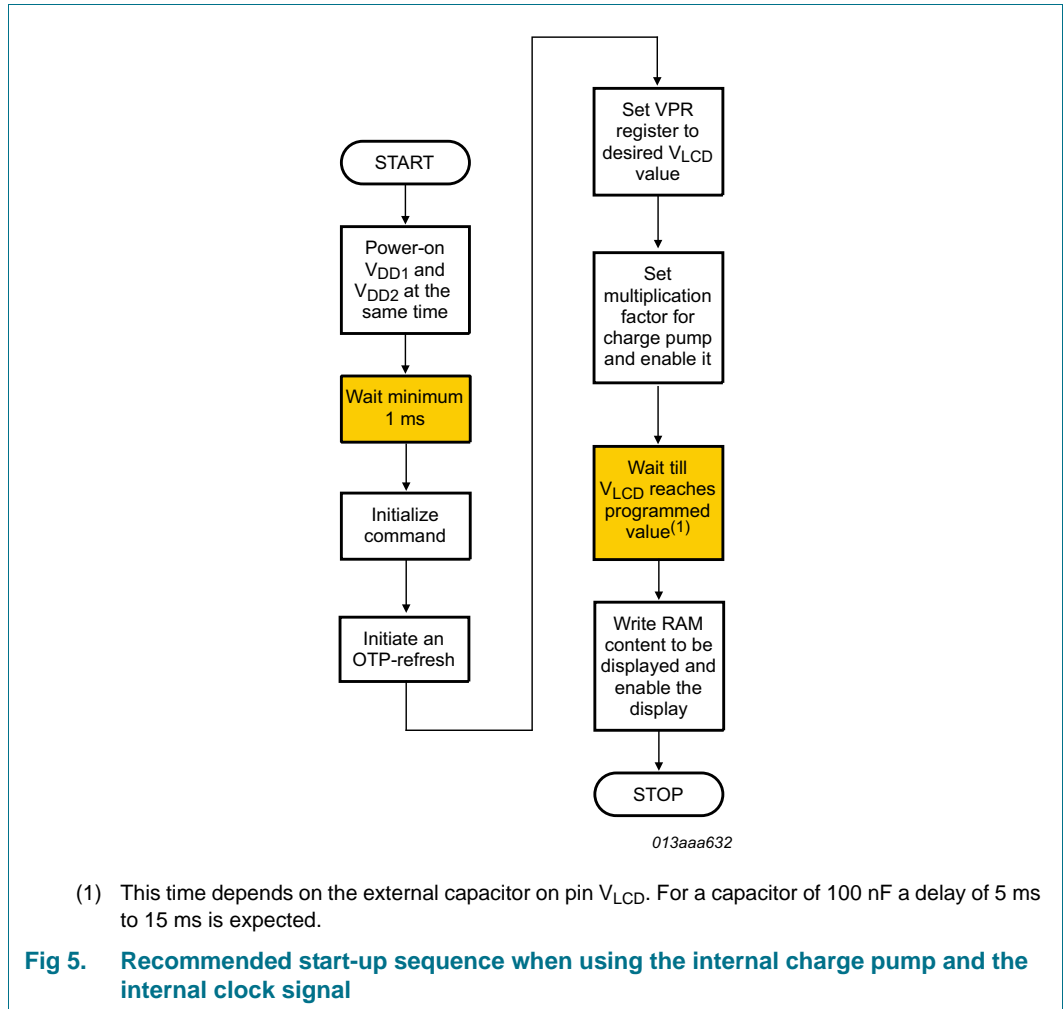 START
Power-on
VDD1 and
VDD2 at the
same time
Wait minimum
1 ms
Initialize
command
Initiate an
OTP-refresh
Set VPR
register to
desired VLCD
value
Set
multiplication
factor for
charge pump
and enable it
Wait till
VLCD reaches
programmed
value(1)
Write RAM
content to be
displayed and
enable the
display
STOP
013aaa632
(1) This time depends on the external capacitor on pin VLCD. For a capacitor of 100 nF a delay of 5 ms
to 15 ms is expected.
Fig 5. Recommended start-up sequence when using the internal charge pump and the
internal clock signal